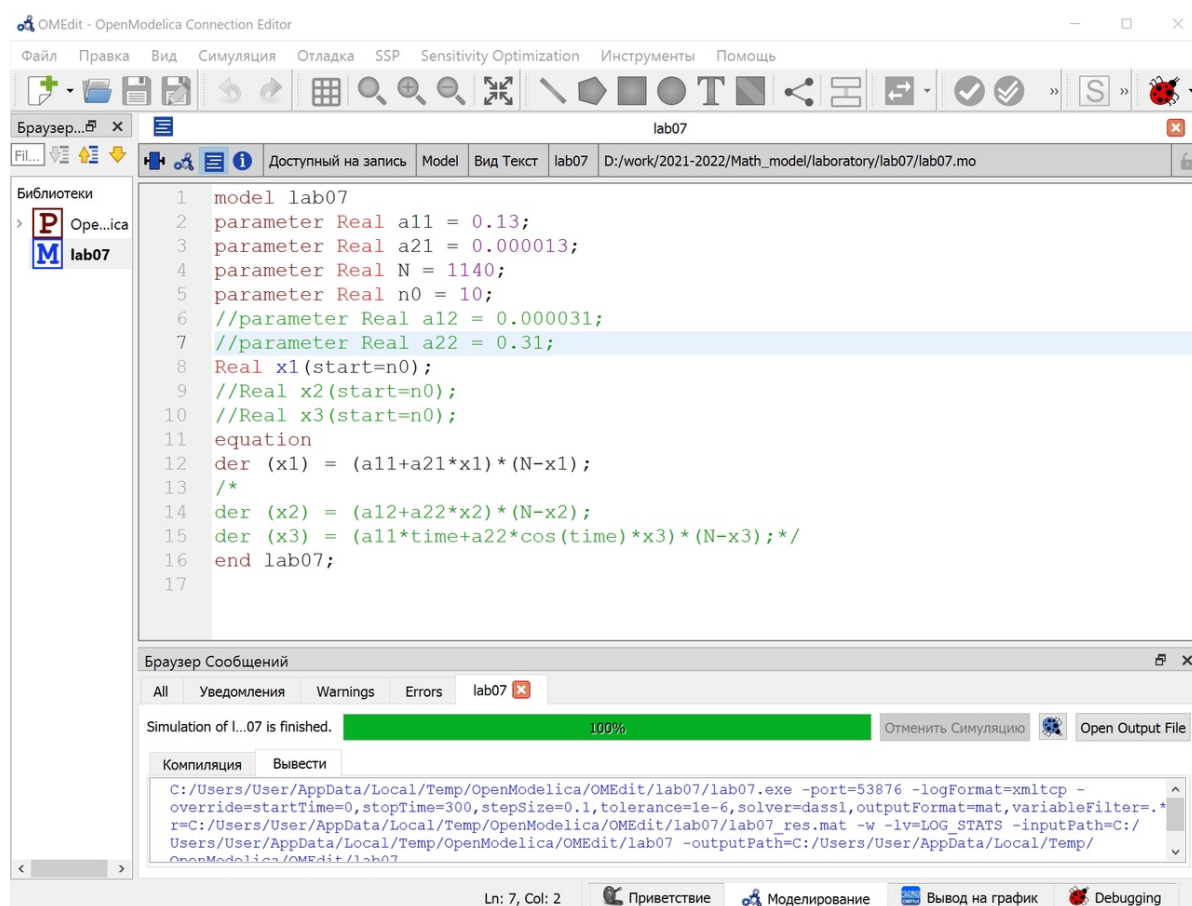 OMEdit - OpenModelica Connection Editor
Файл Правка Вид Симуляция Отладка SSP Sensitivity Optimization Инструменты Помощь
T » S »
Браузер... lab07
Fil... Доступный на запись Model Вид Текст lab07 D:/work/2021-2022/Math_model/laboratory/lab07/lab07.mo
Библиотеки
P Ope...ica
M lab07
1 model lab07
2 parameter Real a11 = 0.13;
3 parameter Real a21 = 0.000013;
4 parameter Real N = 1140;
5 parameter Real n0 = 10;
6 //parameter Real a12 = 0.000031;
7 //parameter Real a22 = 0.31;
8 Real x1(start=n0);
9 //Real x2(start=n0);
10 //Real x3(start=n0);
11 equation
12 der (x1) = (a11+a21*x1)*(N-x1);
13 /*
14 der (x2) = (a12+a22*x2)*(N-x2);
15 der (x3) = (a11*time+a22*cos(time)*x3)*(N-x3);*/
16 end lab07;
17
Браузер Сообщений
All Уведомления Warnings Errors lab07
Simulation of l...07 is finished. 100% Отменить Симуляцию Open Output File
Компиляция Вывести
C:/Users/User/AppData/Local/Temp/OpenModelica/OMEdit/lab07/lab07.exe -port=53876 -logFormat=xmltcp -
override=startTime=0,stopTime=300,stepSize=0.1,tolerance=1e-6,solver=dassl,outputFormat=mat,variableFilter=.*
r=C:/Users/User/AppData/Local/Temp/OpenModelica/OMEdit/lab07/lab07_res.mat -w -lv=LOG_STATS -inputPath=C:/
Users/User/AppData/Local/Temp/OpenModelica/OMEdit/lab07 -outputPath=C:/Users/User/AppData/Local/Temp/
OpenModelica/OMEdit/lab07
Ln: 7, Col: 2 Приветствие Моделирование Вывод на график Debugging